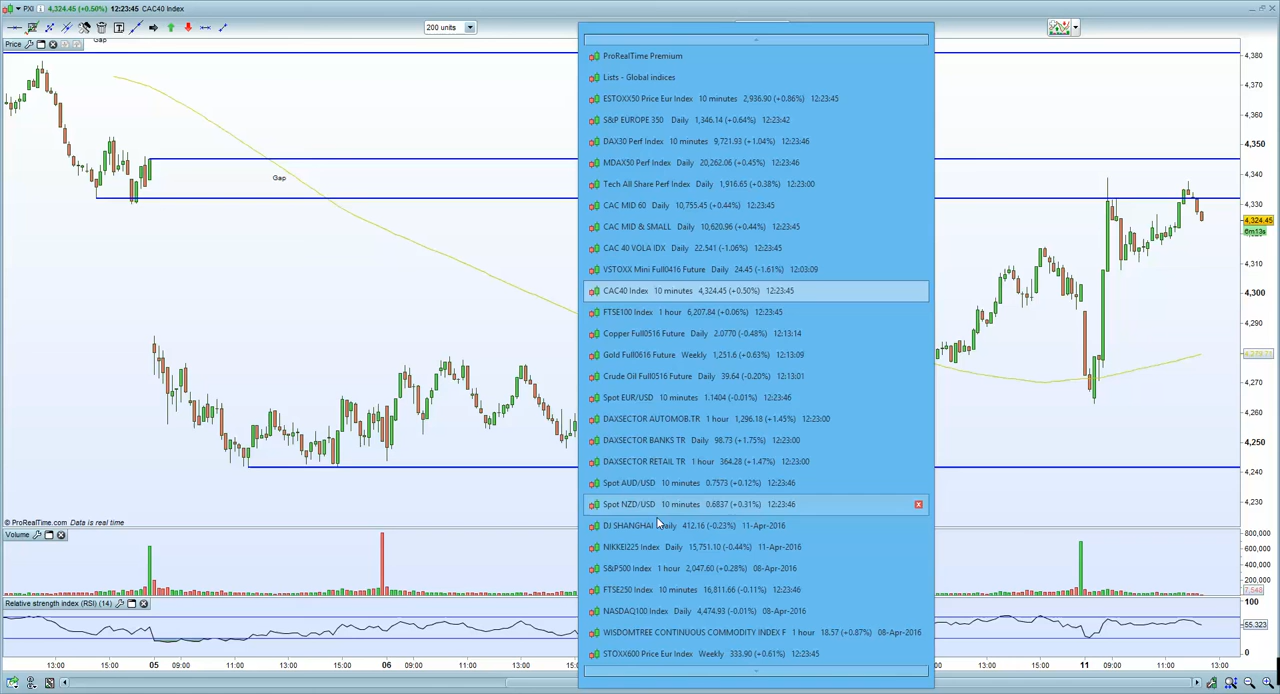 PXI 4,324.45 (+0.50%) 12:23:45 CAC40 Index
200 units
Price
Gap
Gap
4,380
4,370
4,360
4,350
4,340
4,330
4,324.45
6m13s
4,310
4,300
4,290
4,270
4,260
4,250
4,240
4,230
ProRealTime Premium
Lists - Global indices
ESTOXX50 Price Eur Index 10 minutes 2,936.90 (+0.86%) 12:23:45
S&P EUROPE 350 Daily 1,346.14 (+0.64%) 12:23:42
DAX30 Perf Index 10 minutes 9,721.93 (+1.04%) 12:23:46
MDAX50 Perf Index Daily 20,262.06 (+0.45%) 12:23:46
Tech All Share Perf Index Daily 1,916.65 (+0.38%) 12:23:00
CAC MID 60 Daily 10,755.45 (+0.44%) 12:23:45
CAC MID & SMALL Daily 10,620.96 (+0.44%) 12:23:45
CAC 40 VOLA IDX Daily 22.541 (-1.06%) 12:23:45
VSTOXX Mini Full0416 Future Daily 24.45 (-1.61%) 12:03:09
CAC40 Index 10 minutes 4,324.45 (+0.50%) 12:23:45
FTSE100 Index 1 hour 6,207.84 (+0.06%) 12:23:45
Copper Full0516 Future Daily 2.0770 (-0.48%) 12:13:14
Gold Full0616 Future Weekly 1,251.6 (+0.63%) 12:13:09
Crude Oil Full0516 Future Daily 39.64 (-0.20%) 12:13:01
Spot EUR/USD 10 minutes 1.1404 (-0.01%) 12:23:46
DAXSECTOR AUTOMOB.TR 1 hour 1,296.18 (+1.45%) 12:23:00
DAXSECTOR BANKS TR Daily 98.73 (+1.75%) 12:23:00
DAXSECTOR RETAIL TR 1 hour 364.28 (+1.47%) 12:23:00
Spot AUD/USD 10 minutes 0.7573 (+0.12%) 12:23:46
Spot NZD/USD 10 minutes 0.6837 (+0.31%) 12:23:46
DJ SHANGHAI Daily 412.16 (-0.23%) 11-Apr-2016
NIKKEI225 Index Daily 15,751.10 (-0.44%) 11-Apr-2016
S&P500 Index 1 hour 2,047.60 (+0.28%) 08-Apr-2016
FTSE250 Index 10 minutes 16,811.66 (-0.11%) 12:23:46
NASDAQ100 Index Daily 4,474.93 (-0.01%) 08-Apr-2016
WISDOMTREE CONTINUOUS COMMODITY INDEX F 1 hour 18.57 (+0.87%) 08-Apr-2016
STOXX600 Price Eur Index Weekly 333.90 (+0.61%) 12:23:45
© ProRealTime.com Data is real time
Volume
800,000
600,000
400,000
200,000
7,548
Relative strength index (RSI) (14)
100
55.323
0
13:00 15:00 05 09:00 11:00 13:00 15:00 06 09:00 11:00 13:00 15:00 13:00 15:00 11 09:00 11:00 13:00